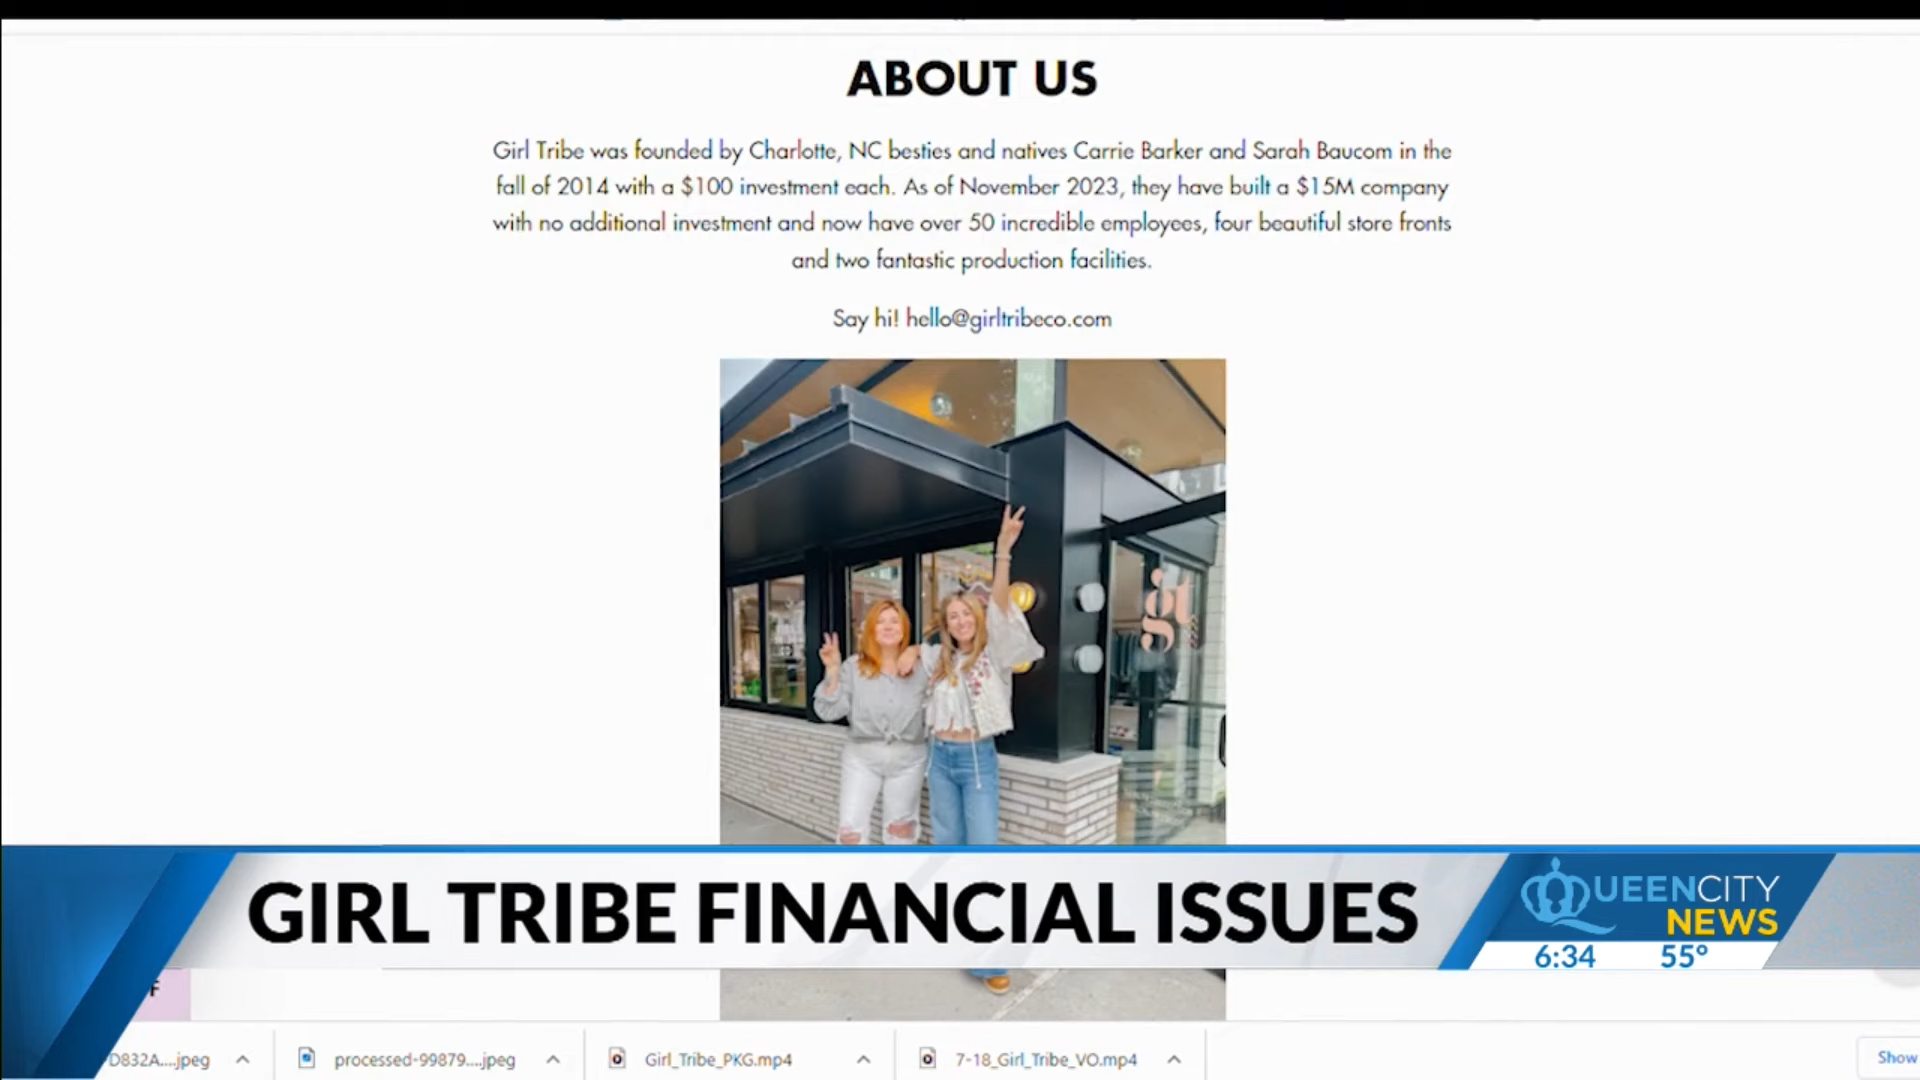 ABOUT US
Girl Tribe was founded by Charlotte, NC besties and natives Carrie Barker and Sarah Baucom in the
fall of 2014 with a $100 investment each. As of November 2023, they have built a $15M company
with no additional investment and now have over 50 incredible employees, four beautiful store fronts
and two fantastic production facilities.
Say hi! hello@girltribeco.com
gt
GIRL TRIBE FINANCIAL ISSUES
QUEENCITY
NEWS
6:34 55°
F
D832A....jpeg
processed-99879....jpeg
Girl_Tribe_PKG.mp4
7-18_Girl_Tribe_VO.mp4
Show